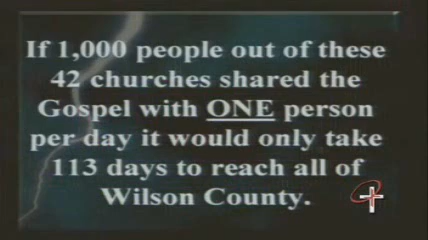 If 1,000 people out of these
42 churches shared the
Gospel with ONE person
per day it would only take
113 days to reach all of
Wilson County.